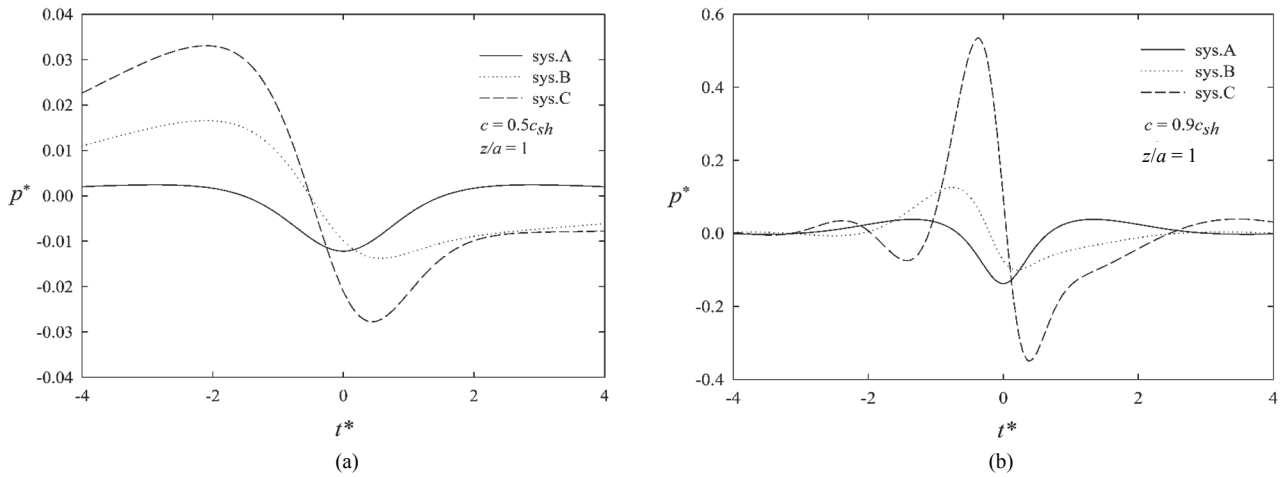 0.04
0.03
0.02
0.01
0.00
-0.01
-0.02
-0.03
-0.04
p*
-4
-2
0
2
4
t*
sys.A
sys.B
sys.C
c = 0.5c_sh
z/a = 1
(a)
0.6
0.4
0.2
0.0
-0.2
-0.4
p*
-4
-2
0
2
4
t*
sys.A
sys.B
sys.C
c = 0.9c_sh
z/a = 1
(b)